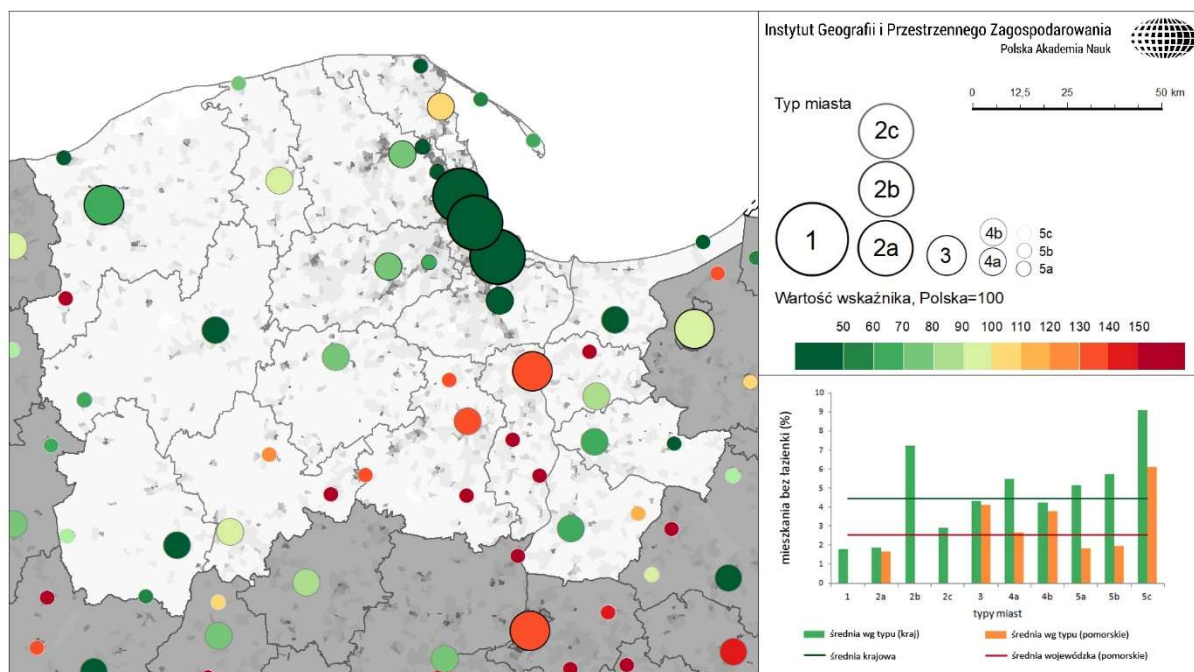 Instytut Geografii i Przestrzennego Zagospodarowania
Polska Akademia Nauk
0 12,5 25 50 km
Typ miasta
2c
2b
1
2a
3
4b
4a
5c
5b
5a
Wartość wskaźnika, Polska=100
50 60 70 80 90 100 110 120 130 140 150
mieszkania bez łazienki (%)
10
9
8
7
6
5
4
3
2
1
0
1 2a 2b 2c 3 4a 4b 5a 5b 5c
typy miast
średnia wg typu (kraj)
średnia wg typu (pomorskie)
średnia krajowa
średnia wojewódzka (pomorskie)